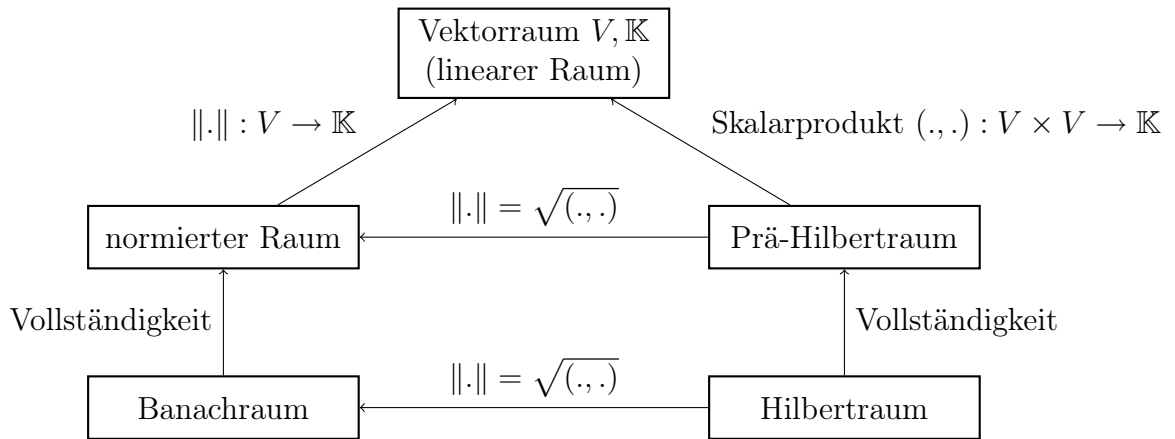 Vektorraum V, 𝕂
(linearer Raum)
‖.‖ : V → 𝕂
Skalarprodukt (., .) : V × V → 𝕂
‖.‖ = √(., .)
normierter Raum
Prä-Hilbertraum
Vollständigkeit
Vollständigkeit
‖.‖ = √(., .)
Banachraum
Hilbertraum